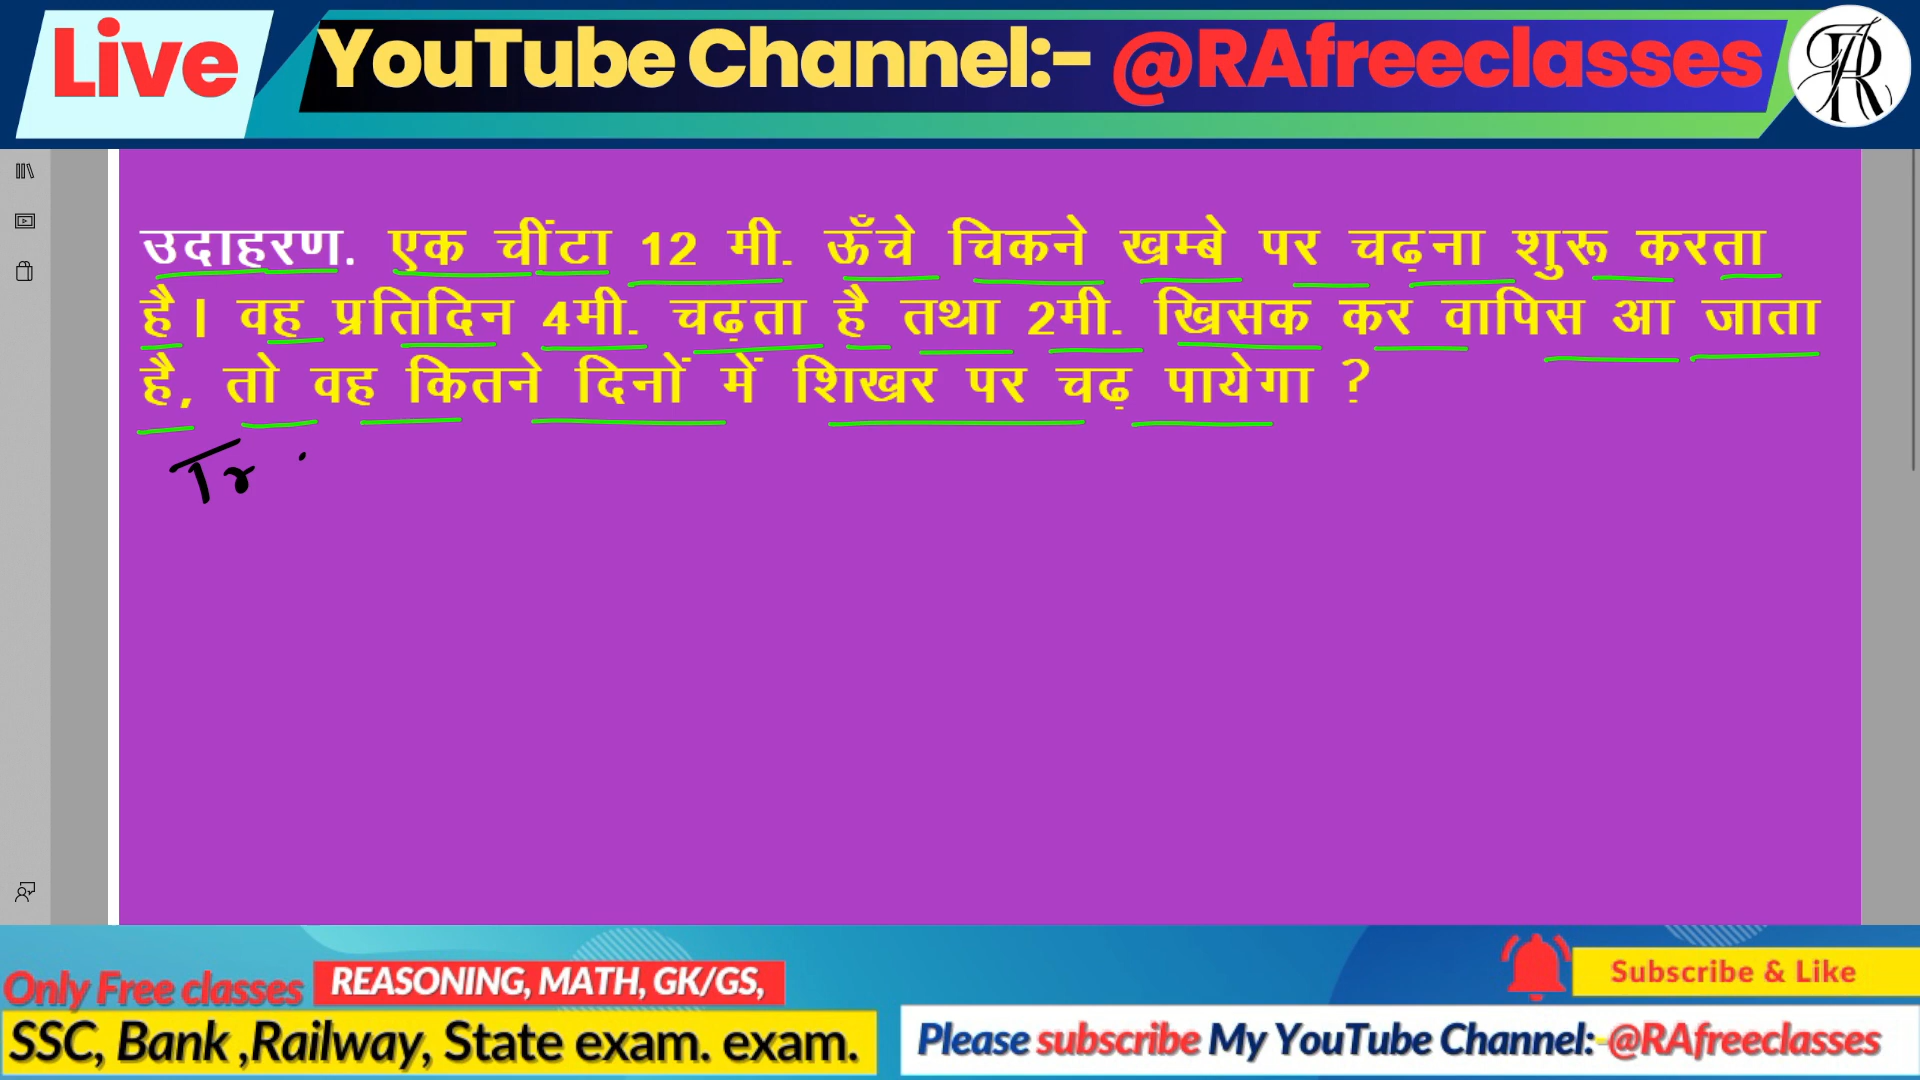 Live
YouTube Channel:- @RAfreeclasses
उदाहरण. एक चींटा 12 मी. ऊँचे चिकने खम्बे पर चढ़ना शुरू करता
है। वह प्रतिदिन 4मी. चढ़ता है तथा 2मी. खिसक कर वापिस आ जाता
है, तो वह कितने दिनों में शिखर पर चढ़ पायेगा ?
Tr
Only Free classes REASONING, MATH, GK/GS,
Subscribe & Like
SSC, Bank ,Railway, State exam. exam.
Please subscribe My YouTube Channel:-@RAfreeclasses